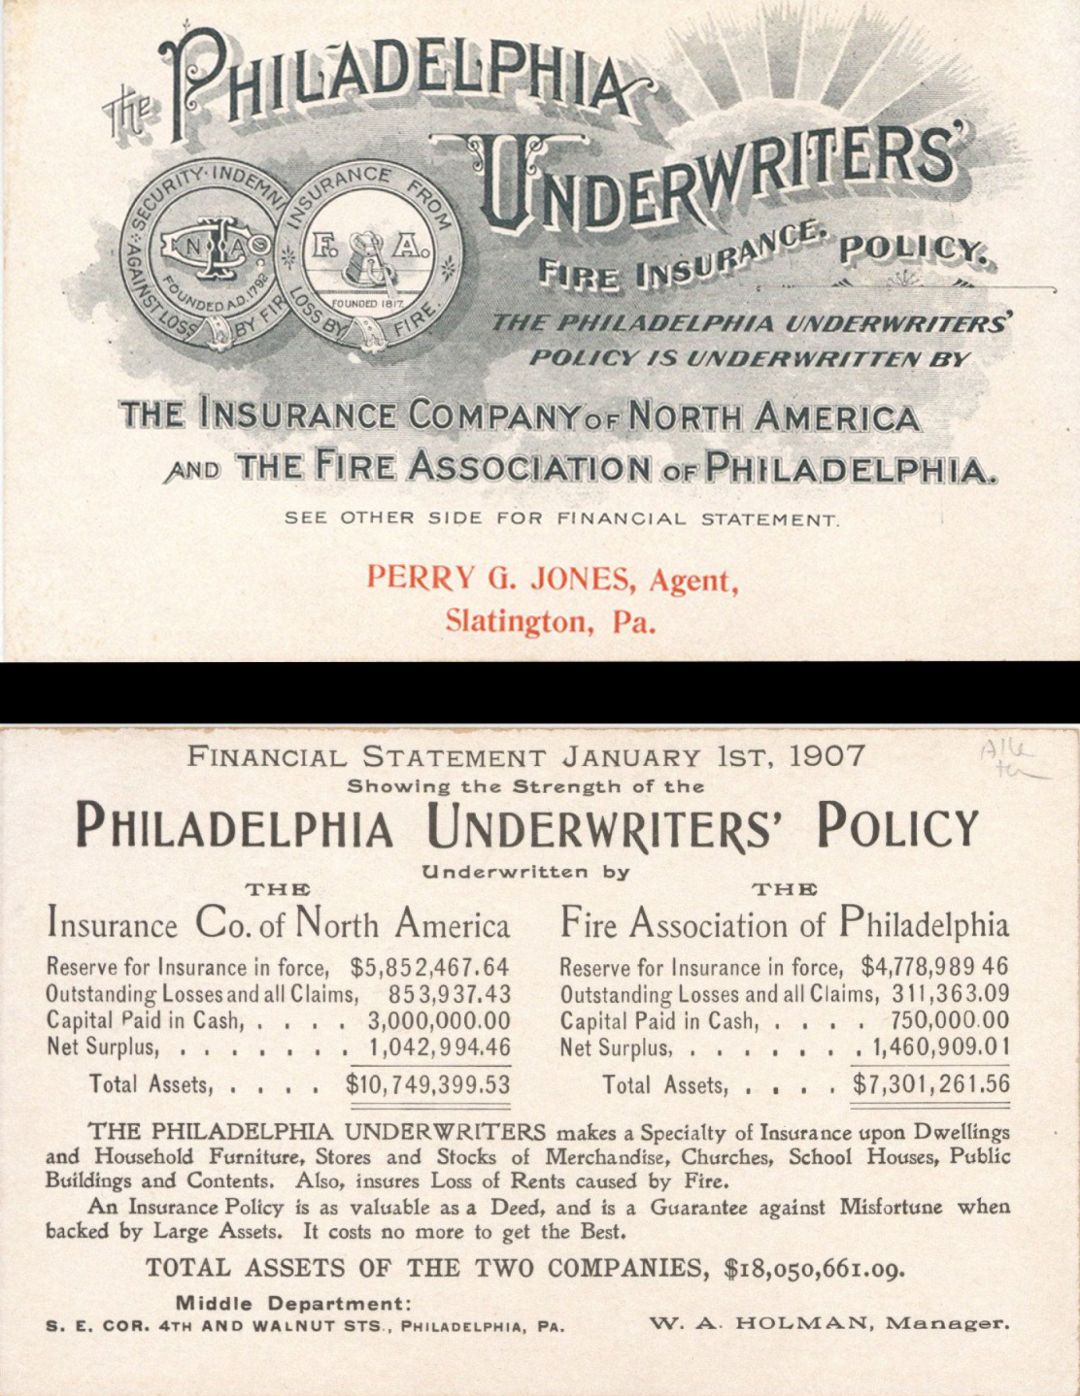 The Philadelphia
Underwriters'
Fire Insurance. Policy.
SECURITY · INDEMNI
AGAINST LOSS BY FIR
I N A Co
FOUNDED A.D. 1792
INSURANCE FROM
LOSS BY FIRE.
F. A.
FOUNDED 1817
THE PHILADELPHIA UNDERWRITERS'
POLICY IS UNDERWRITTEN BY
THE INSURANCE COMPANY OF NORTH AMERICA
AND THE FIRE ASSOCIATION OF PHILADELPHIA.
SEE OTHER SIDE FOR FINANCIAL STATEMENT.
PERRY G. JONES, Agent,
Slatington, Pa.
FINANCIAL STATEMENT JANUARY 1ST, 1907
Showing the Strength of the
PHILADELPHIA UNDERWRITERS' POLICY
Underwritten by
THE
Insurance Co. of North America
Reserve for Insurance in force, $5,852,467.64
Outstanding Losses and all Claims, 853,937.43
Capital Paid in Cash, . . . . 3,000,000.00
Net Surplus, . . . . . . . 1,042,994.46
Total Assets, . . . . $10,749,399.53
THE
Fire Association of Philadelphia
Reserve for Insurance in force, $4,778,989 46
Outstanding Losses and all Claims, 311,363.09
Capital Paid in Cash, . . . . 750,000.00
Net Surplus, . . . . . . . 1,460,909.01
Total Assets, . . . . $7,301,261.56
THE PHILADELPHIA UNDERWRITERS makes a Specialty of Insurance upon Dwellings
and Household Furniture, Stores and Stocks of Merchandise, Churches, School Houses, Public
Buildings and Contents. Also, insures Loss of Rents caused by Fire.
An Insurance Policy is as valuable as a Deed, and is a Guarantee against Misfortune when
backed by Large Assets. It costs no more to get the Best.
TOTAL ASSETS OF THE TWO COMPANIES, $18,050,661.09.
Middle Department:
S. E. COR. 4TH AND WALNUT STS., PHILADELPHIA, PA.
W. A. HOLMAN, Manager.